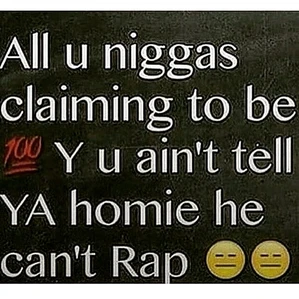 All u niggas
claiming to be
💯 Y u ain't tell
YA homie he
can't Rap 😑😑